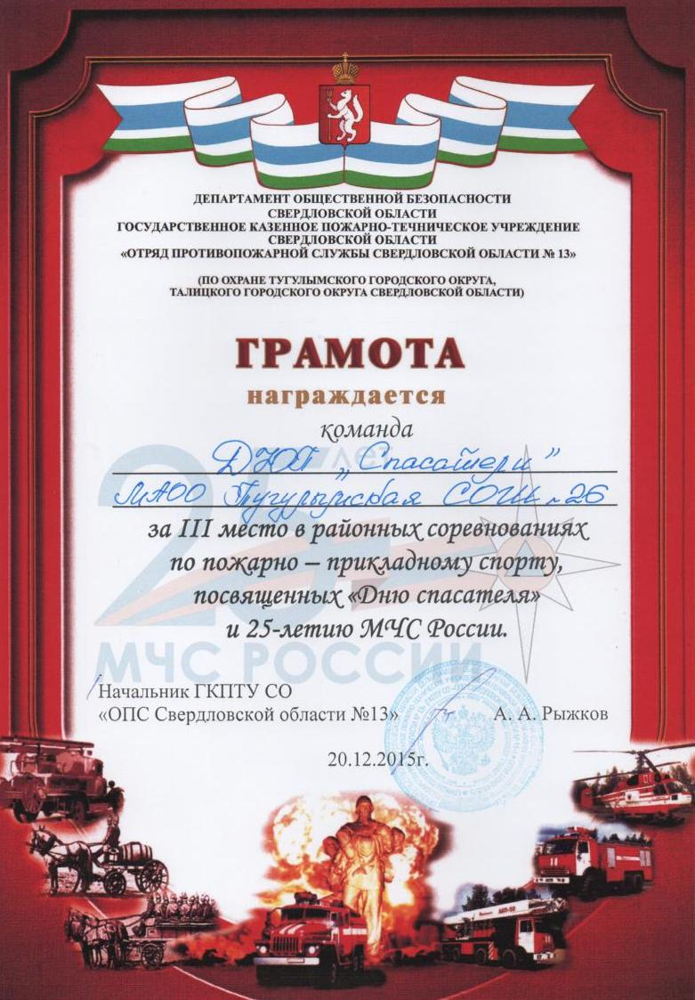 ДЕПАРТАМЕНТ ОБЩЕСТВЕННОЙ БЕЗОПАСНОСТИ
СВЕРДЛОВСКОЙ ОБЛАСТИ
ГОСУДАРСТВЕННОЕ КАЗЕННОЕ ПОЖАРНО-ТЕЧНИЧЕСКОЕ УЧРЕЖДЕНИЕ
СВЕРДЛОВСКОЙ ОБЛАСТИ
«ОТРЯД ПРОТИВОПОЖАРНОЙ СЛУЖБЫ СВЕРДЛОВСКОЙ ОБЛАСТИ № 13»
(ПО ОХРАНЕ ТУГУЛЫМСКОГО ГОРОДСКОГО ОКРУГА,
ТАЛИЦКОГО ГОРОДСКОГО ОКРУГА СВЕРДЛОВСКОЙ ОБЛАСТИ)
ГРАМОТА
награждается
команда
ДЮП „Спасатели"
МАОО Тугулымская СОШ №26
за III место в районных соревнованиях
по пожарно – прикладному спорту,
посвященных «Дню спасателя»
и 25-летию МЧС России.
25 лет
МЧС РОССИИ
Начальник ГКПТУ СО
«ОПС Свердловской области №13» А. А. Рыжков
20.12.2015г.